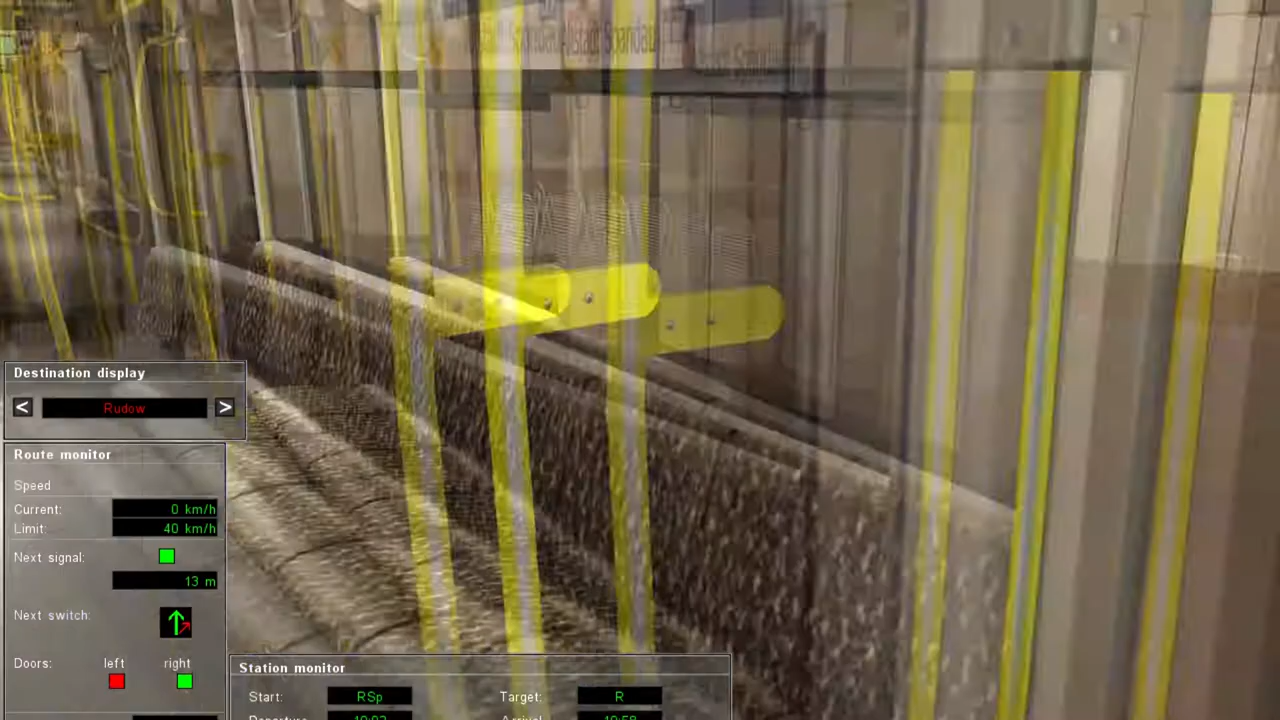 Destination display
<
Rudow
>
Route monitor
Speed
Current: 0 km/h
Limit: 40 km/h
Next signal:
13 m
Next switch:
Doors: left right
Station monitor
Start: RSp Target: R